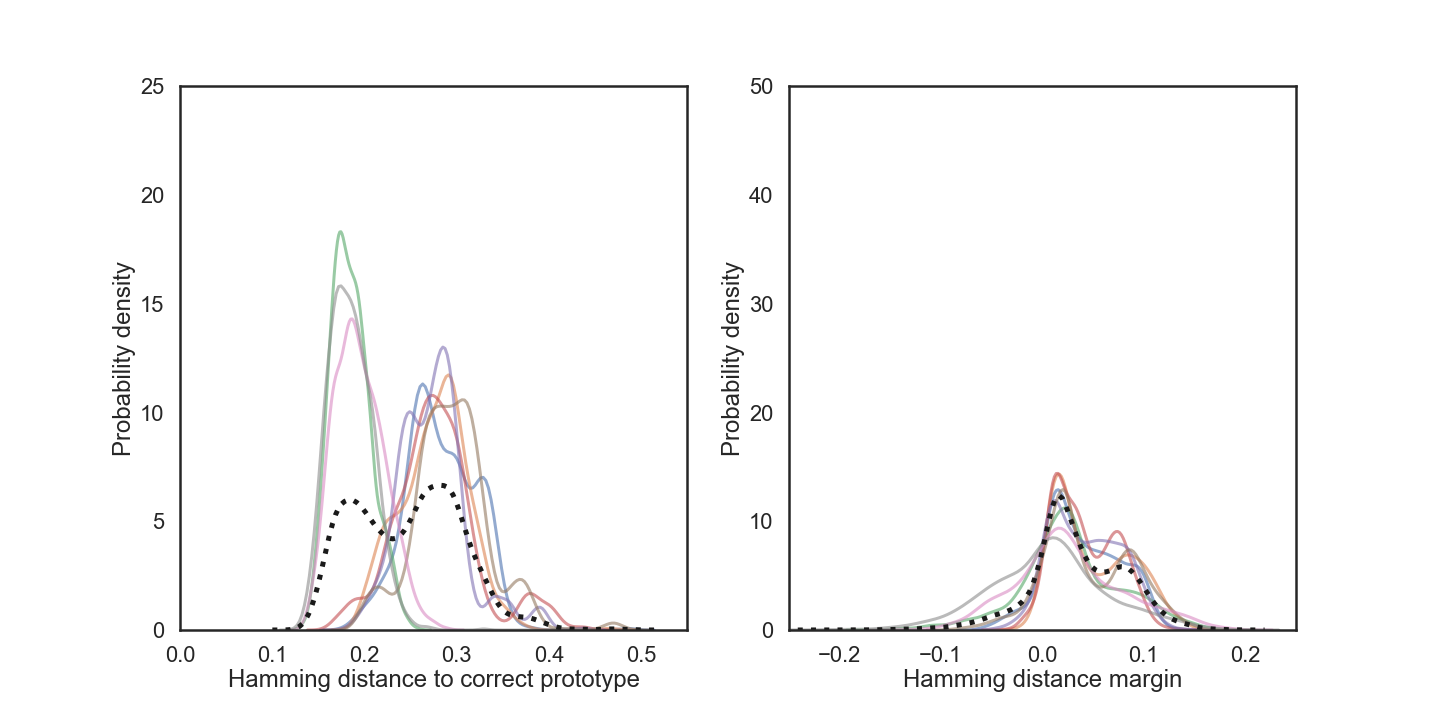 25
20
15
10
5
0
Probability density
0.0 0.1 0.2 0.3 0.4 0.5
Hamming distance to correct prototype
50
40
30
20
10
0
Probability density
−0.2 −0.1 0.0 0.1 0.2
Hamming distance margin